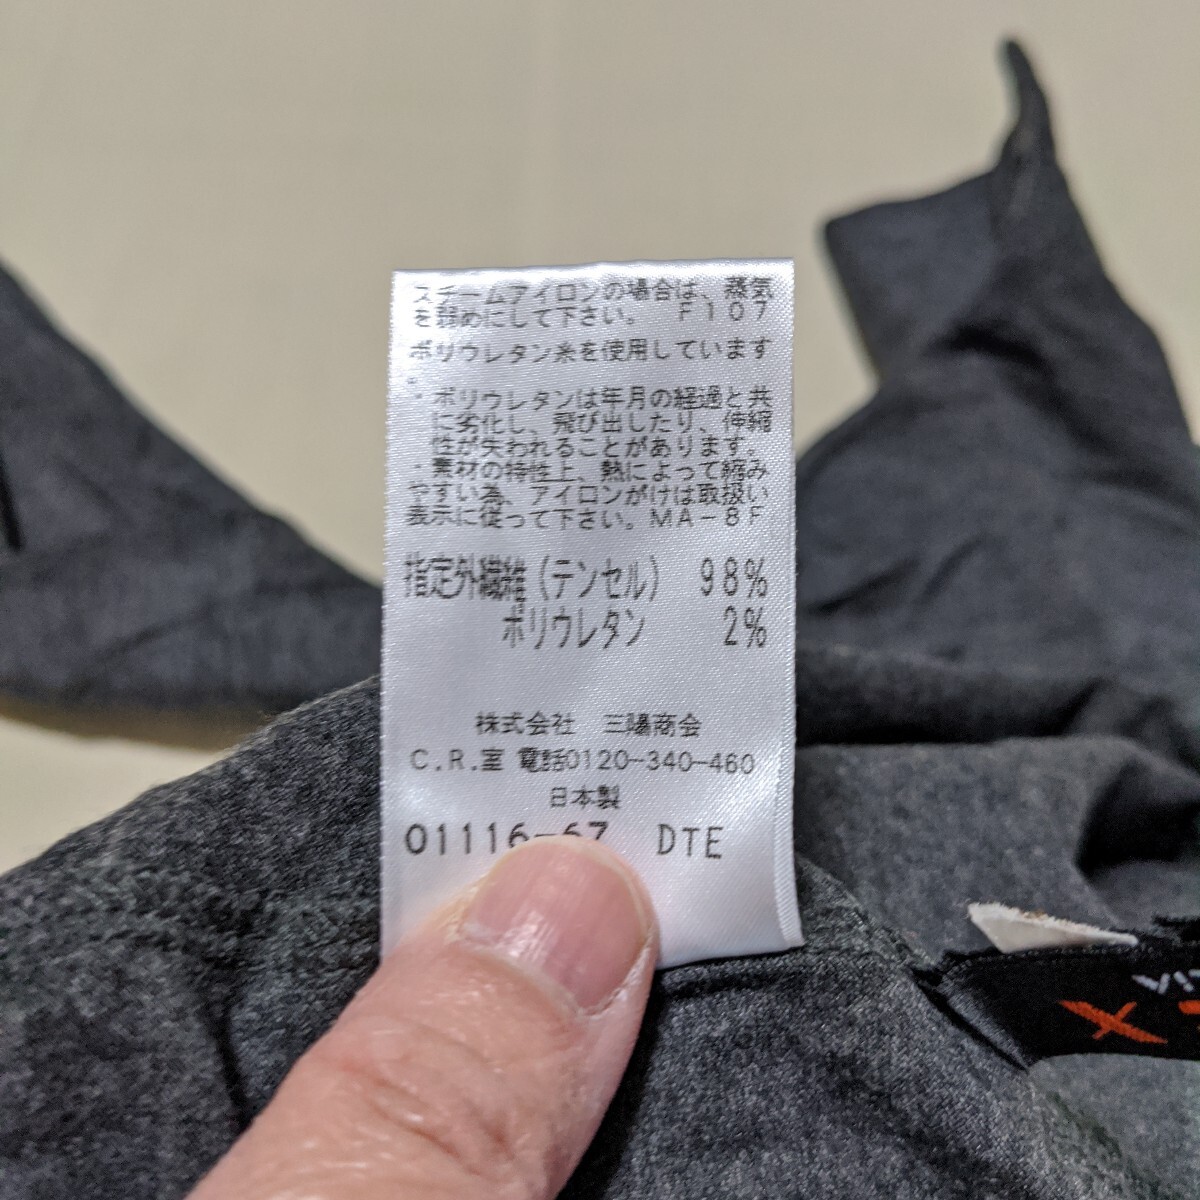 スチームアイロンの場合は、蒸気
を弱めにして下さい。 F107
ポリウレタン糸を使用しています
。
・ポリウレタンは年月の経過と共
に劣化し、飛び出したり、伸縮
性が失われることがあります。
・素材の特性上、熱によって縮み
やすい為、アイロンがけは取扱い
表示に従って下さい。MA-8F
指定外繊維(テンセル) 98%
ポリウレタン 2%
株式会社 三陽商会
C.R.室 電話0120-340-460
日本製
01116-67 DTE